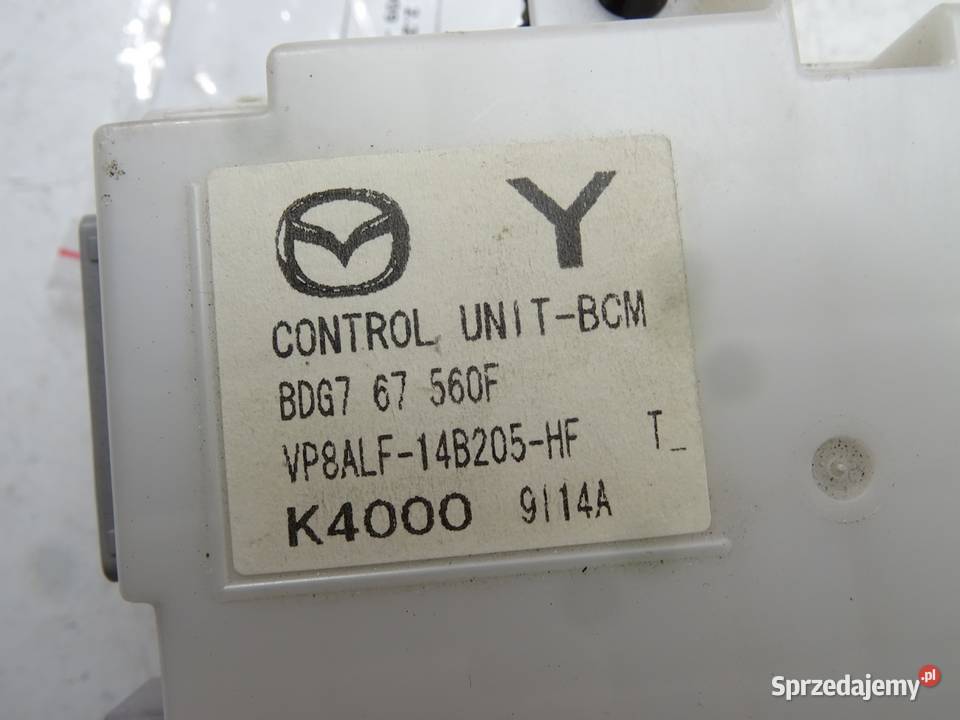 Y
CONTROL UNIT-BCM
BDG7 67 560F
VP8ALF-14B205-HF T_
K4000 9I14A
Sprzedajemy.pl